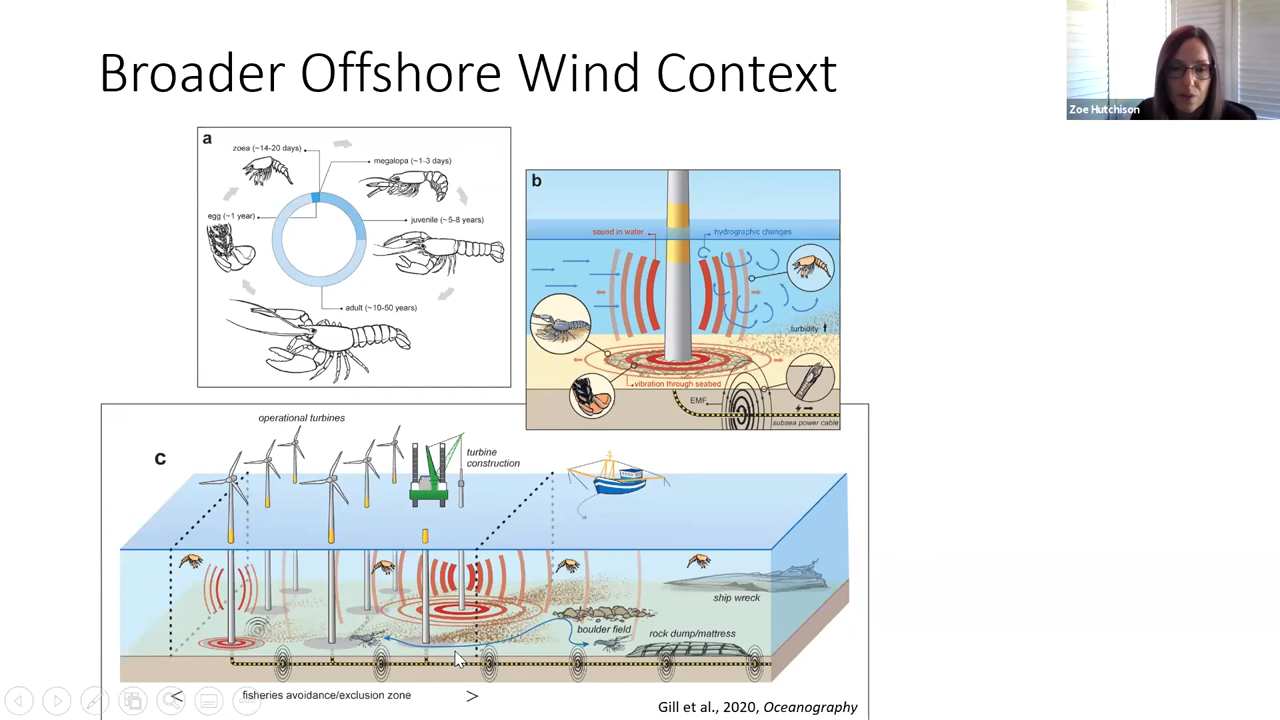 Broader Offshore Wind Context
Zoe Hutchison
a
zoea (~14-20 days)
megalopa (~1-3 days)
egg (~1 year)
juvenile (~5-8 years)
adult (~10-50 years)
b
sound in water
hydrographic changes
turbidity
vibration through seabed
EMF
subsea power cable
c
operational turbines
turbine
construction
ship wreck
boulder field
rock dump/mattress
fisheries avoidance/exclusion zone
Gill et al., 2020, Oceanography